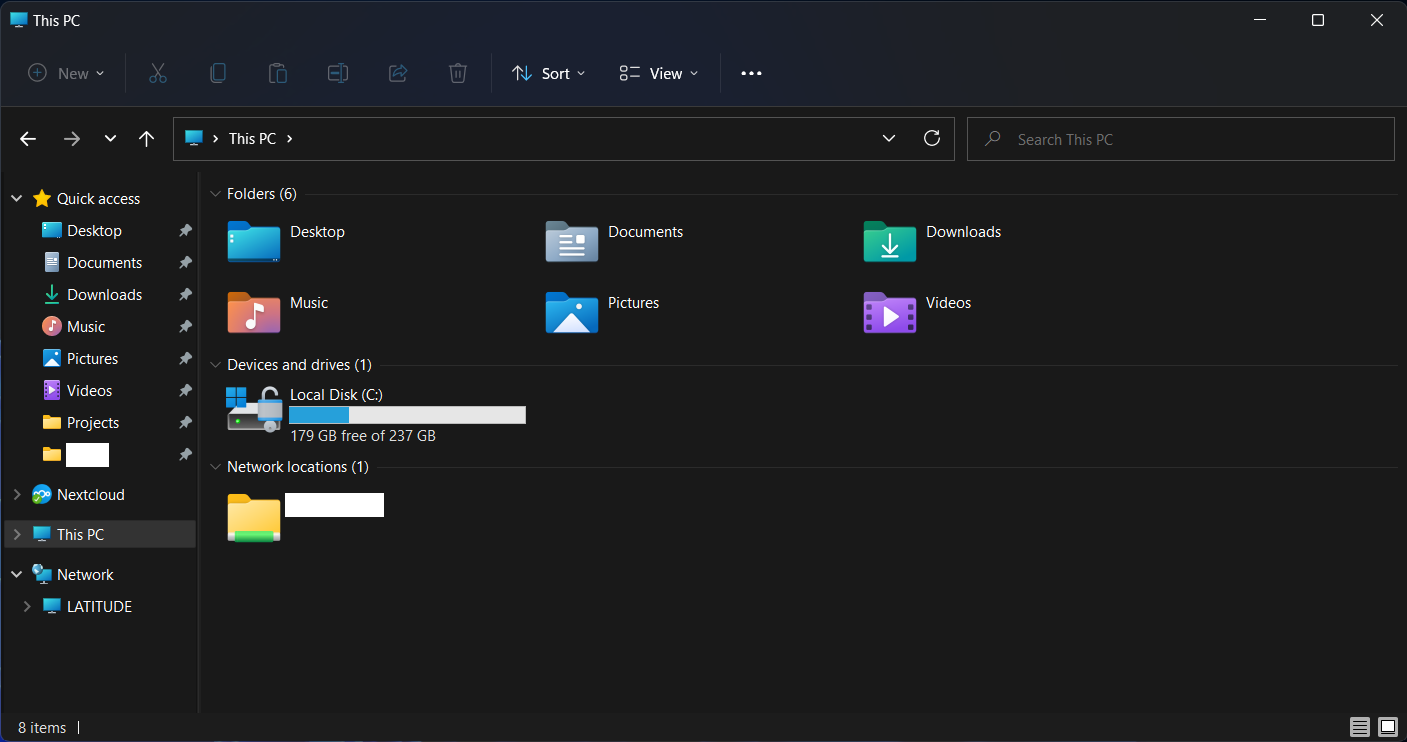 This PC
New
Sort
View
This PC
Search This PC
Quick access
Desktop
Documents
Downloads
Music
Pictures
Videos
Projects
Nextcloud
This PC
Network
LATITUDE
Folders (6)
Desktop
Documents
Downloads
Music
Pictures
Videos
Devices and drives (1)
Local Disk (C:)
179 GB free of 237 GB
Network locations (1)
8 items